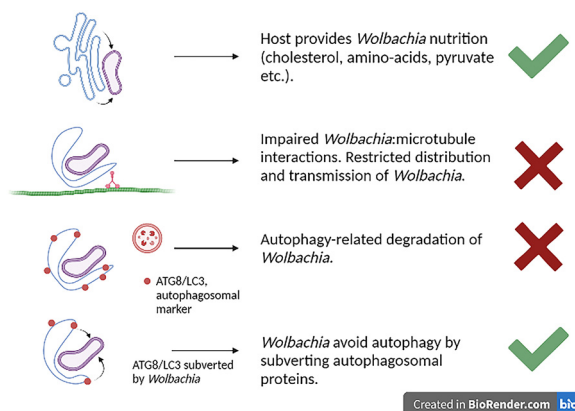 Host provides Wolbachia nutrition
(cholesterol, amino-acids, pyruvate
etc.).
Impaired Wolbachia:microtubule
interactions. Restricted distribution
and transmission of Wolbachia.
Autophagy-related degradation of
Wolbachia.
ATG8/LC3,
autophagosomal
marker
Wolbachia avoid autophagy by
subverting autophagosomal
proteins.
ATG8/LC3 subverted
by Wolbachia
Created in BioRender.com bio